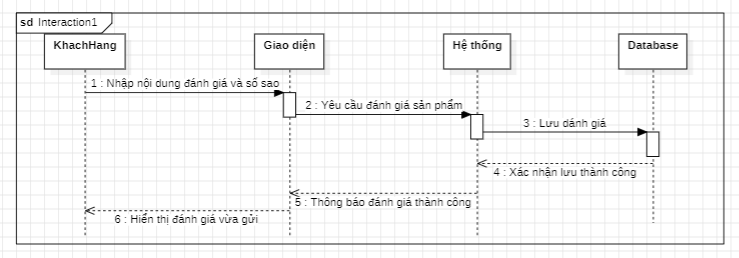 sd Interaction1
KhachHang
Giao diện
Hệ thống
Database
1 : Nhập nội dung đánh giá và số sao
2 : Yêu cầu đánh giá sản phẩm
3 : Lưu dánh giá
4 : Xác nhận lưu thành công
5 : Thông báo đánh giá thành công
6 : Hiển thị đánh giá vừa gửi